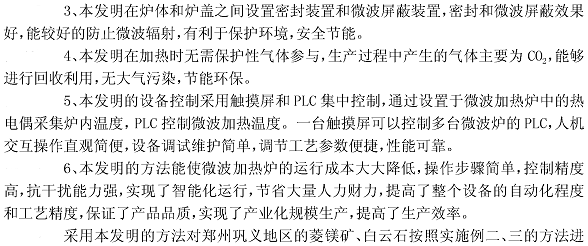 3、本发明在炉体和炉盖之间设置密封装置和微波屏蔽装置,密封和微波屏蔽效果
好,能较好的防止微波辐射,有利于保护环境,安全节能。
4、本发明在加热时无需保护性气体参与,生产过程中产生的气体主要为 CO₂,能够
进行回收利用,无大气污染,节能环保。
5、本发明的设备控制采用触摸屏和 PLC 集中控制,通过设置于微波加热炉中的热
电偶采集炉内温度,PLC 控制微波加热温度。一台触摸屏可以控制多台微波炉的 PLC,人机
交互操作直观简便,设备调试维护简单,调节工艺参数便捷,性能可靠。
6、本发明的方法能使微波加热炉的运行成本大大降低,操作步骤简单,控制精度
高,抗干扰能力强,实现了智能化运行,节省大量人力财力,提高了整个设备的自动化程度
和工艺精度,保证了产品品质,实现了产业化规模生产,提高了生产效率。
采用本发明的方法对郑州巩义地区的菱镁矿、白云石按照实施例二、三的方法进